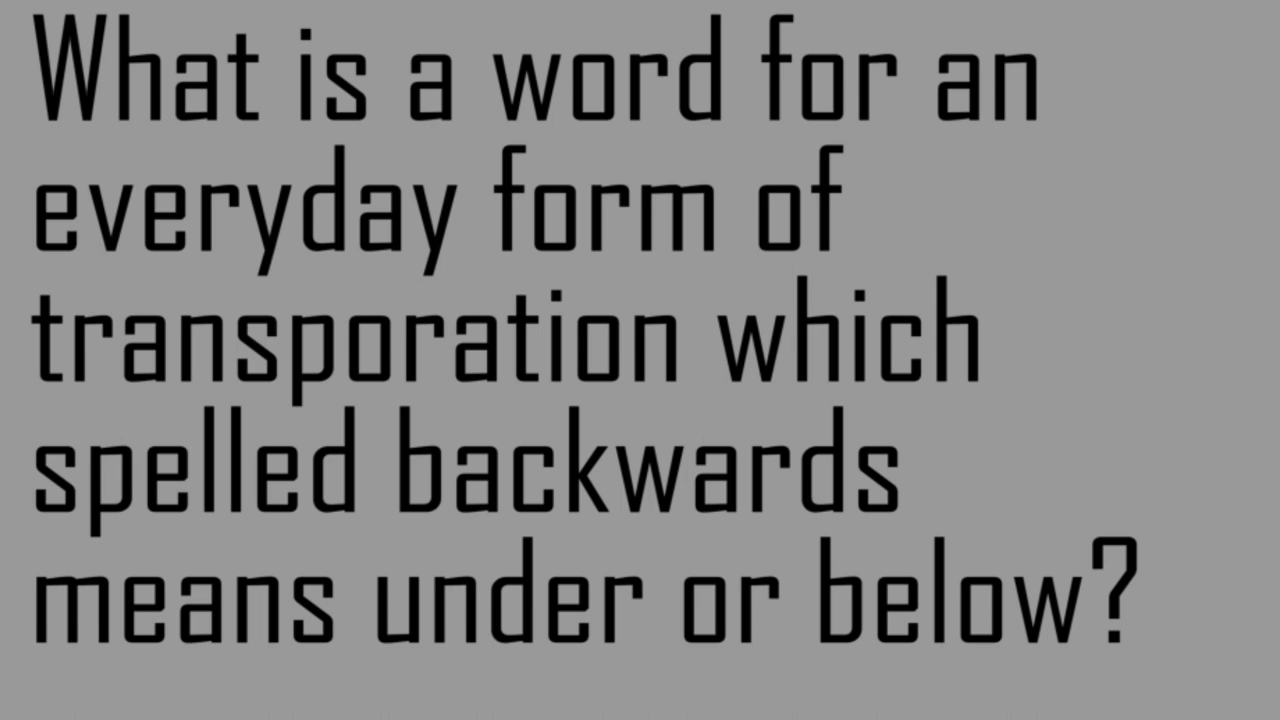 What is a word for an
everyday form of
transporation which
spelled backwards
means under or below?